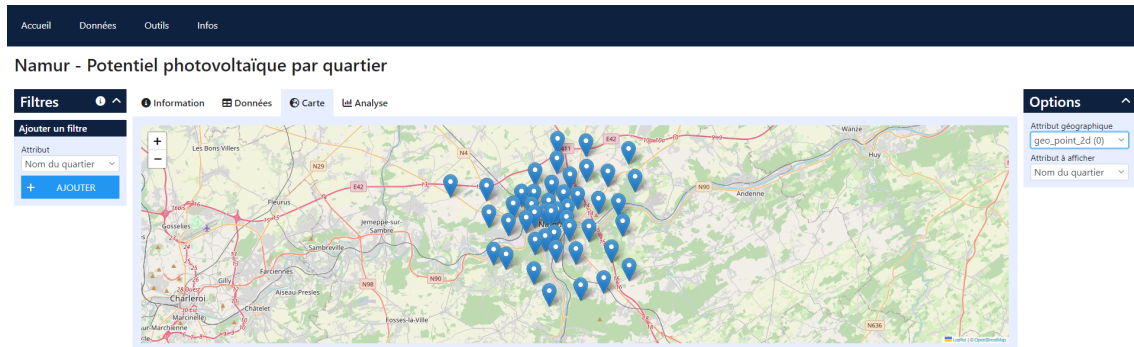 Accueil Données Outils Infos
Namur - Potentiel photovoltaïque par quartier
Filtres
Ajouter un filtre
Attribut
Nom du quartier
+ AJOUTER
Information Données Carte Analyse
+
−
Les Bons Villers
N29
E42
N4
E42
E411
Wanze
Huy
N90
Andenne
Fleurus
Gosselies
Jemeppe-sur-
Sambre
Sambreville
Farciennes
Gilly
Charleroi
Aiseau-Presles
N98
N90
Châtelet
Marcinelle
Fosses-la-Ville
N636
Leaflet | © OpenStreetMap
Options
Attribut géographique
geo_point_2d (0)
Attribut à afficher
Nom du quartier